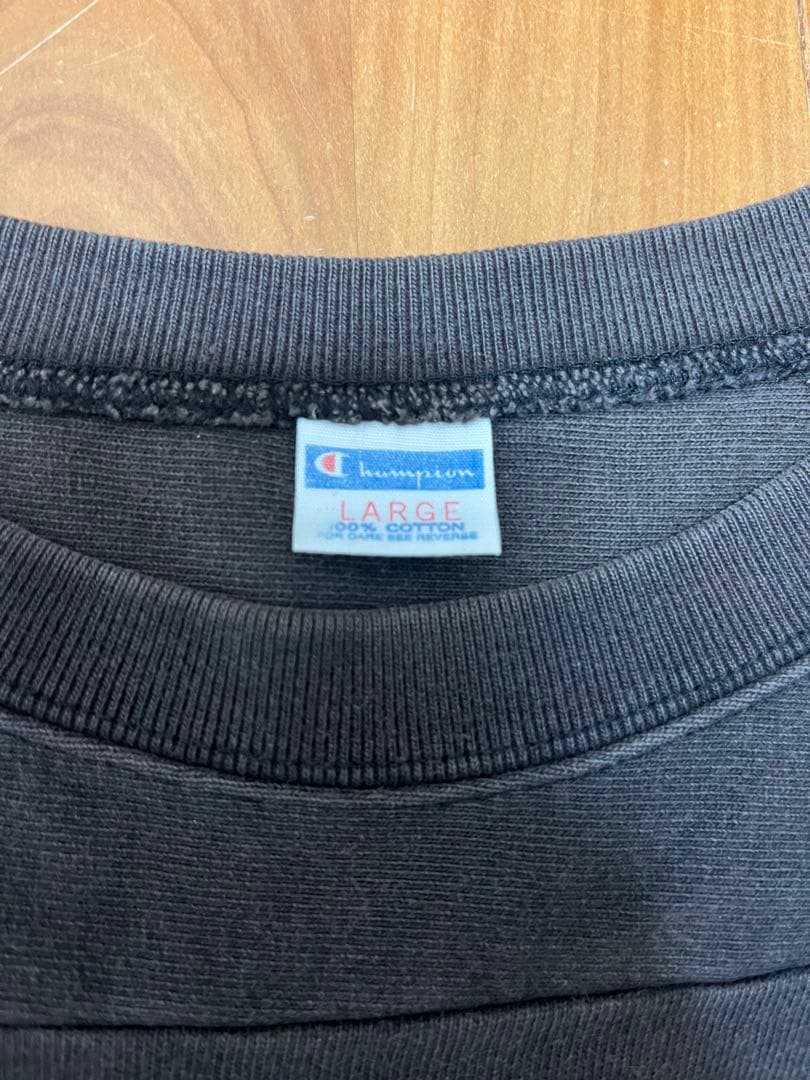 Champion
LARGE
100% COTTON
FOR CARE SEE REVERSE